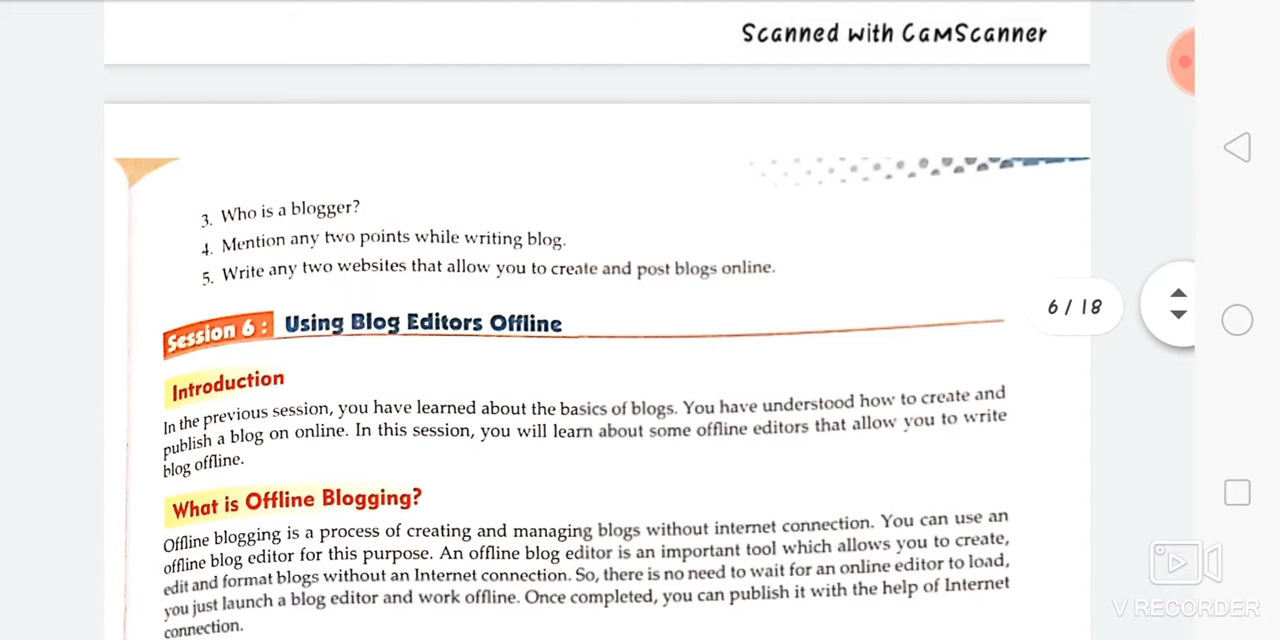 Scanned with CamScanner
3. Who is a blogger?
4. Mention any two points while writing blog.
5. Write any two websites that allow you to create and post blogs online.
Session 6 : Using Blog Editors Offline
Introduction
In the previous session, you have learned about the basics of blogs. You have understood how to create and
publish a blog on online. In this session, you will learn about some offline editors that allow you to write
blog offline.
What is Offline Blogging?
Offline blogging is a process of creating and managing blogs without internet connection. You can use an
offline blog editor for this purpose. An offline blog editor is an important tool which allows you to create,
edit and format blogs without an Internet connection. So, there is no need to wait for an online editor to load,
you just launch a blog editor and work offline. Once completed, you can publish it with the help of Internet
connection.
6 / 18
V RECORDER